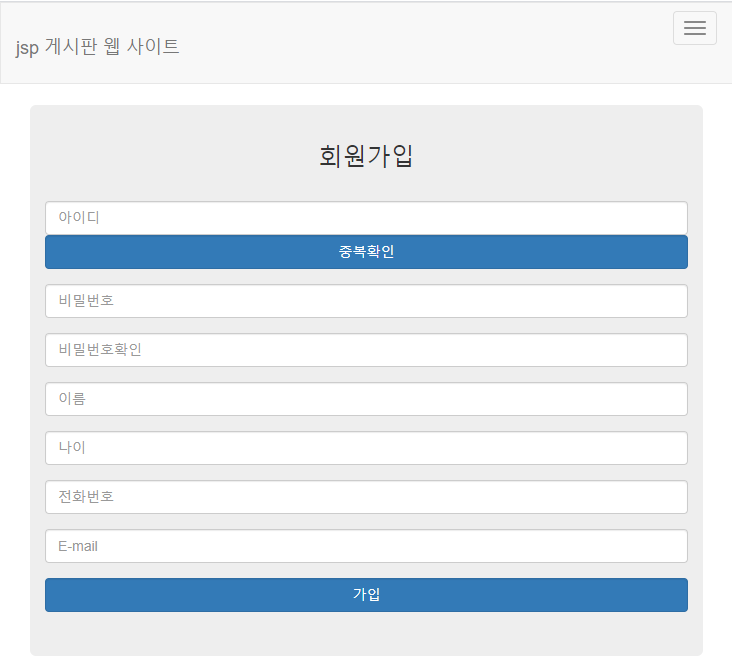 jsp 게시판 웹 사이트
회원가입
아이디
중복확인
비밀번호
비밀번호확인
이름
나이
전화번호
E-mail
가입